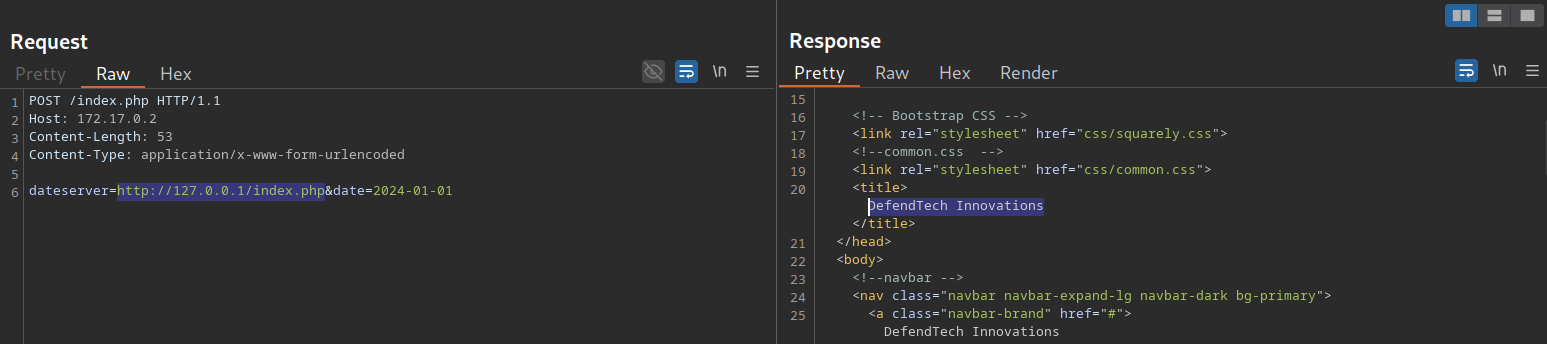 Request
Pretty Raw Hex \n
1 POST /index.php HTTP/1.1
2 Host: 172.17.0.2
3 Content-Length: 53
4 Content-Type: application/x-www-form-urlencoded
5
6 dateserver=http://127.0.0.1/index.php&date=2024-01-01
Response
Pretty Raw Hex Render \n
15
16 <!-- Bootstrap CSS -->
17 <link rel="stylesheet" href="css/squarely.css">
18 <!--common.css  -->
19 <link rel="stylesheet" href="css/common.css">
20 <title>
DefendTech Innovations
</title>
21 </head>
22 <body>
23 <!--navbar -->
24 <nav class="navbar navbar-expand-lg navbar-dark bg-primary">
25 <a class="navbar-brand" href="#">
DefendTech Innovations